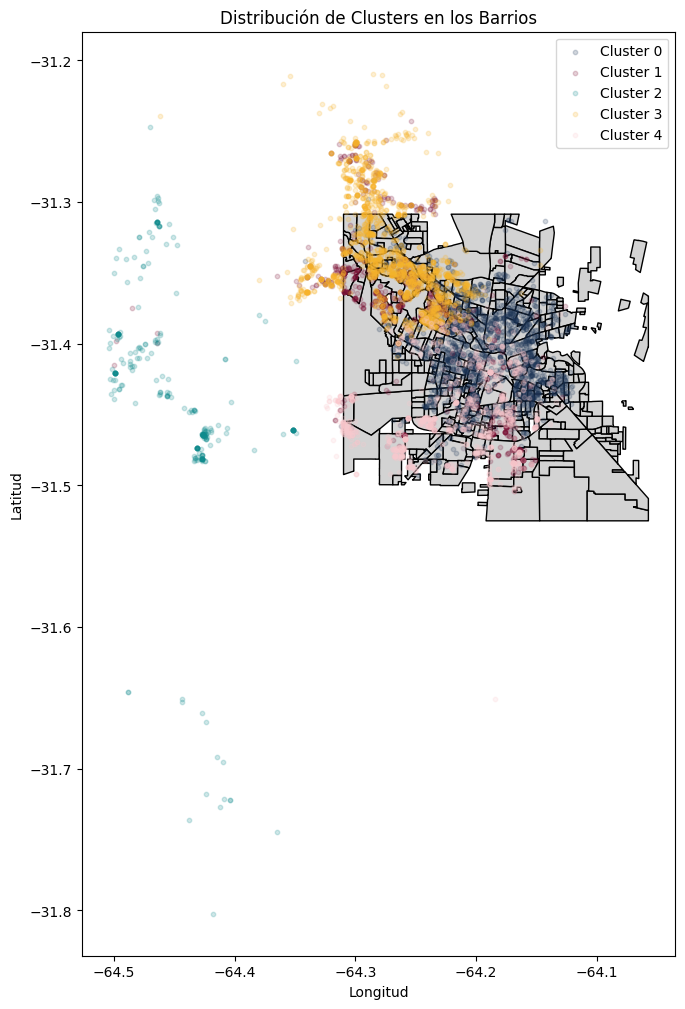 Distribución de Clusters en los Barrios
Cluster 0
Cluster 1
Cluster 2
Cluster 3
Cluster 4
−31.2
−31.3
−31.4
−31.5
−31.6
−31.7
−31.8
Latitud
−64.5
−64.4
−64.3
−64.2
−64.1
Longitud